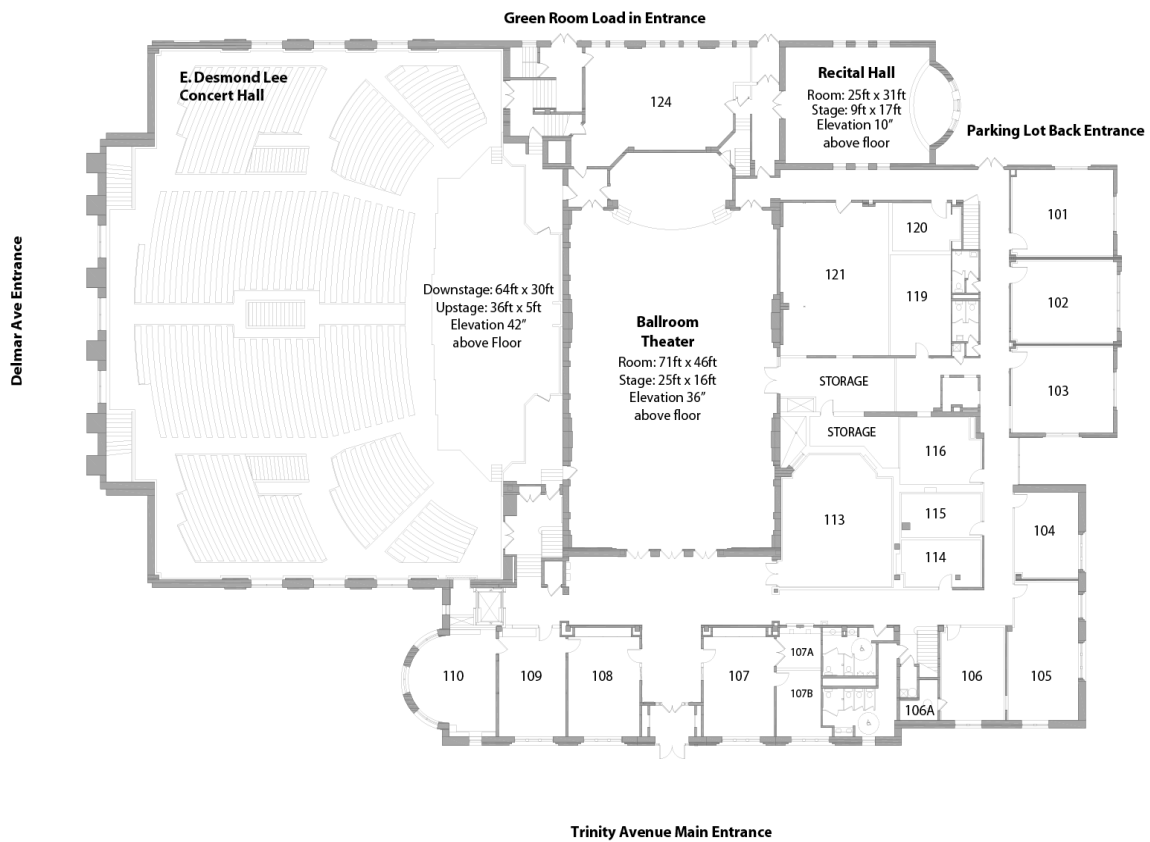 Green Room Load in Entrance
E. Desmond Lee
Concert Hall
124
Recital Hall
Room: 25ft x 31ft
Stage: 9ft x 17ft
Elevation 10”
above floor
Parking Lot Back Entrance
101
120
121
119
102
Delmar Ave Entrance
Downstage: 64ft x 30ft
Upstage: 36ft x 5ft
Elevation 42”
above Floor
Ballroom
Theater
Room: 71ft x 46ft
Stage: 25ft x 16ft
Elevation 36”
above floor
STORAGE
103
STORAGE
116
113
115
104
114
110
109
108
107
107A
107B
106A
106
105
Trinity Avenue Main Entrance